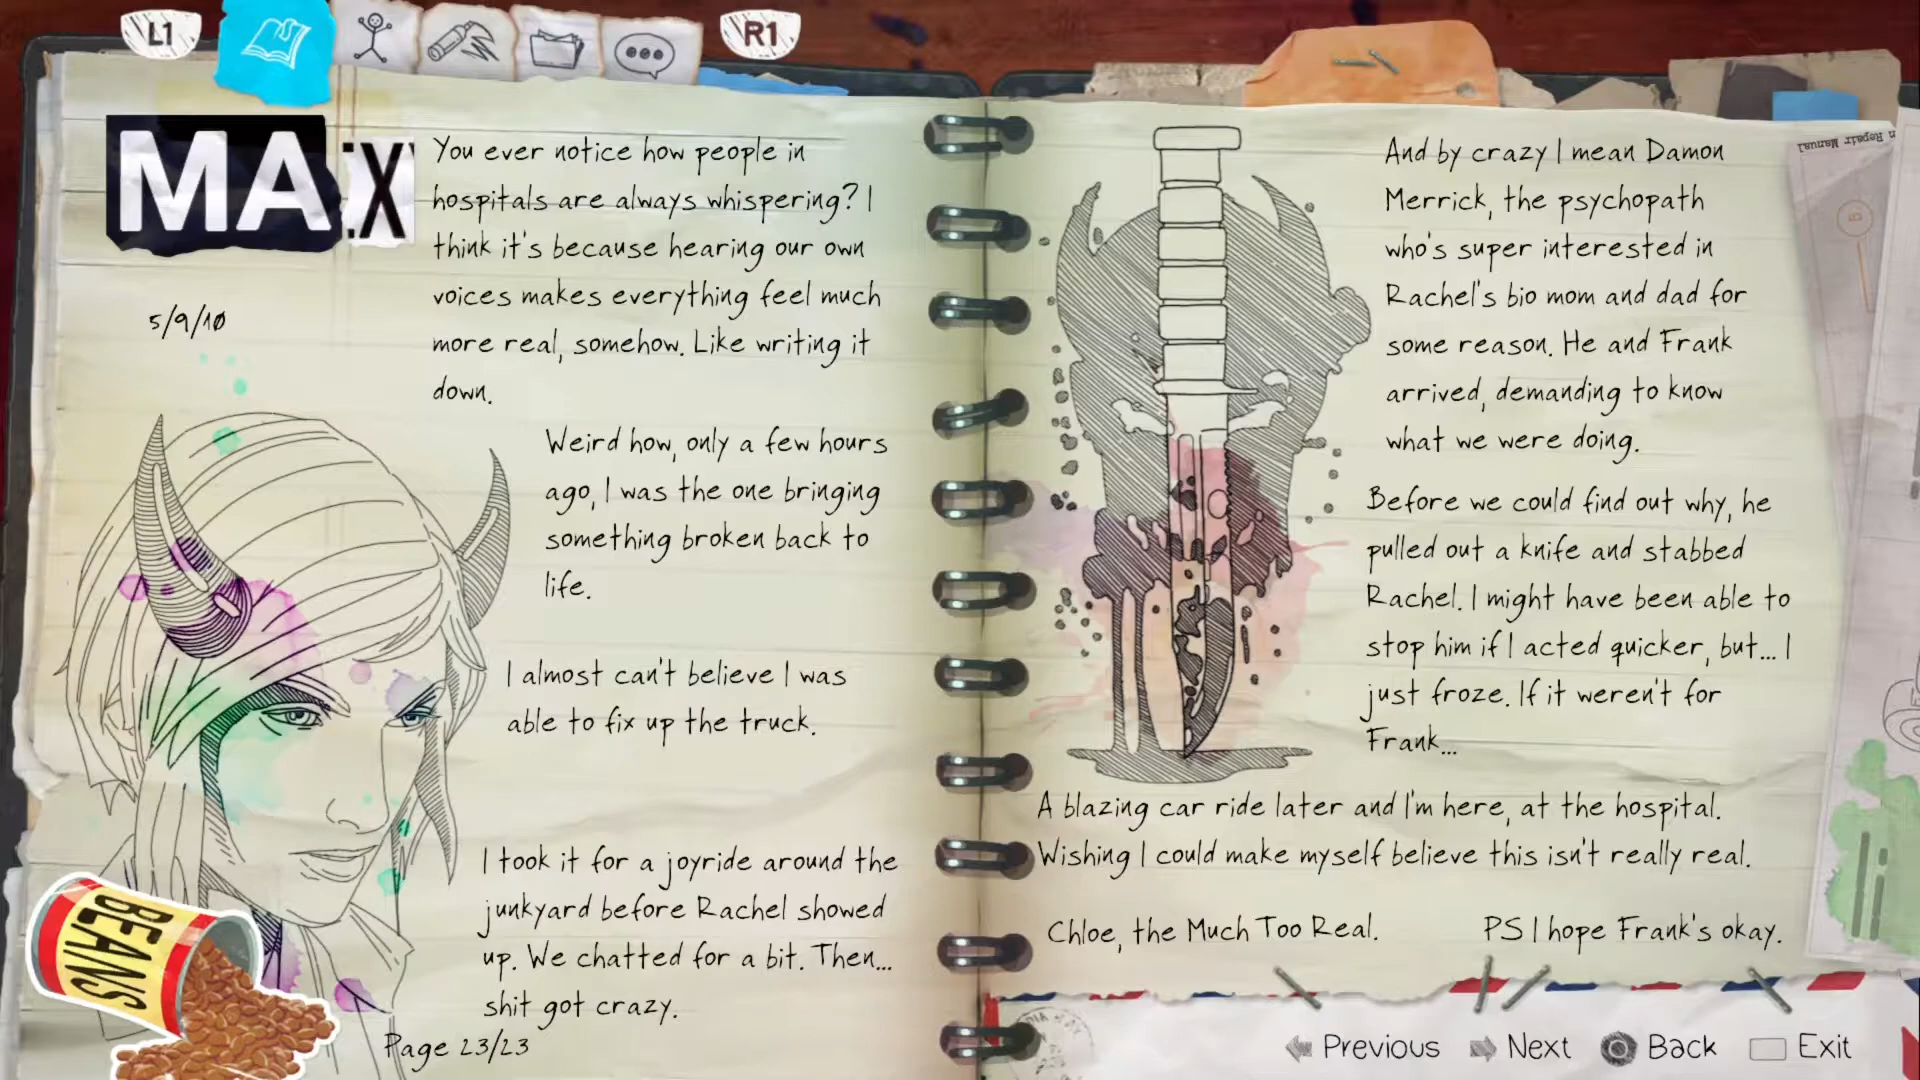 L1
R1
MAX
5/9/10
You ever notice how people in
hospitals are always whispering? I
think it's because hearing our own
voices makes everything feel much
more real, somehow. Like writing it
down.
Weird how, only a few hours
ago, I was the one bringing
something broken back to
life.
I almost can't believe I was
able to fix up the truck.
I took it for a joyride around the
junkyard before Rachel showed
up. We chatted for a bit. Then...
shit got crazy.
BEANS
Page 23/23
And by crazy I mean Damon
Merrick, the psychopath
who's super interested in
Rachel's bio mom and dad for
some reason. He and Frank
arrived, demanding to know
what we were doing.
Before we could find out why, he
pulled out a knife and stabbed
Rachel. I might have been able to
stop him if I acted quicker, but... I
just froze. If it weren't for
Frank...
A blazing car ride later and I'm here, at the hospital.
Wishing I could make myself believe this isn't really real.
Chloe, the Much Too Real.
PS I hope Frank's okay.
n Repair Manual
Previous
Next
Back
Exit